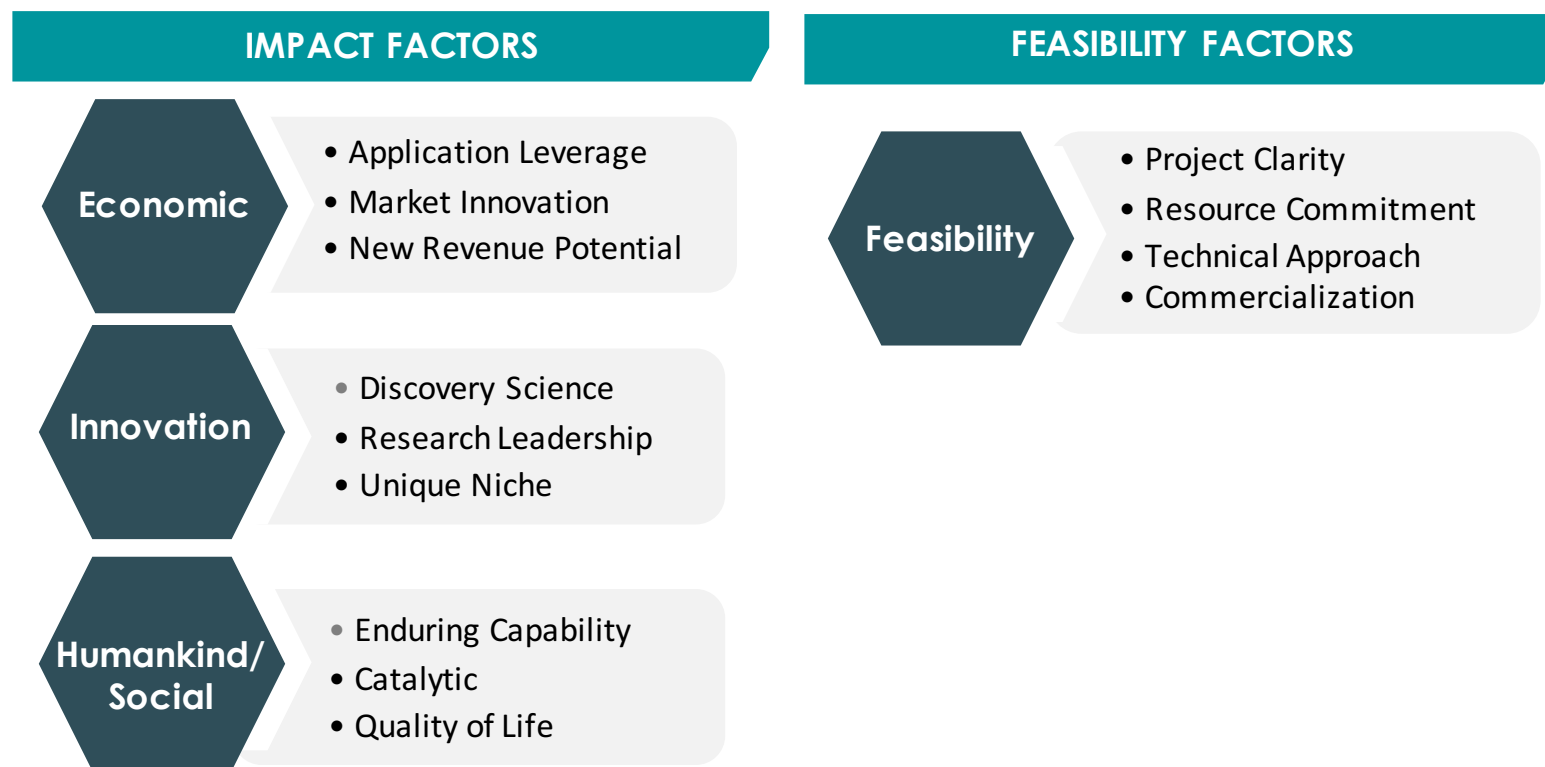 IMPACT FACTORS
Economic
• Application Leverage
• Market Innovation
• New Revenue Potential
Innovation
• Discovery Science
• Research Leadership
• Unique Niche
Humankind/
Social
• Enduring Capability
• Catalytic
• Quality of Life
FEASIBILITY FACTORS
Feasibility
• Project Clarity
• Resource Commitment
• Technical Approach
• Commercialization